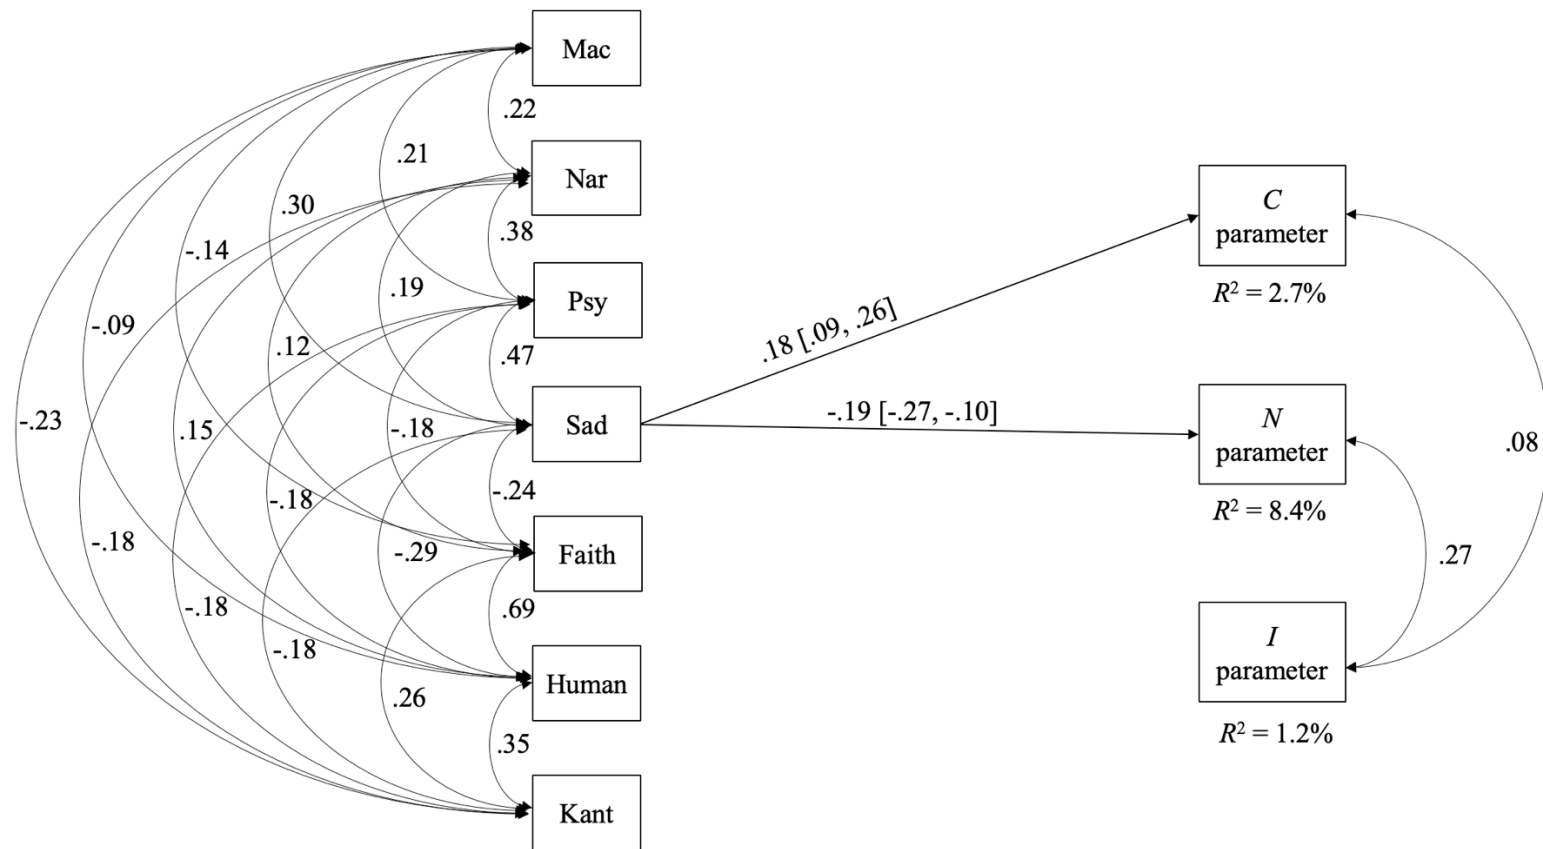 Mac
.22
.21
Nar
C
parameter
.30
.38
-.14
R² = 2.7%
.19
Psy
-.09
.18 [.09, .26]
.12
.47
-.23
.15
-.18
Sad
-.19 [-.27, -.10]
N
parameter
.08
-.18
-.24
R² = 8.4%
-.18
-.29
Faith
.27
-.18
.69
-.18
I
parameter
.26
Human
.35
R² = 1.2%
Kant